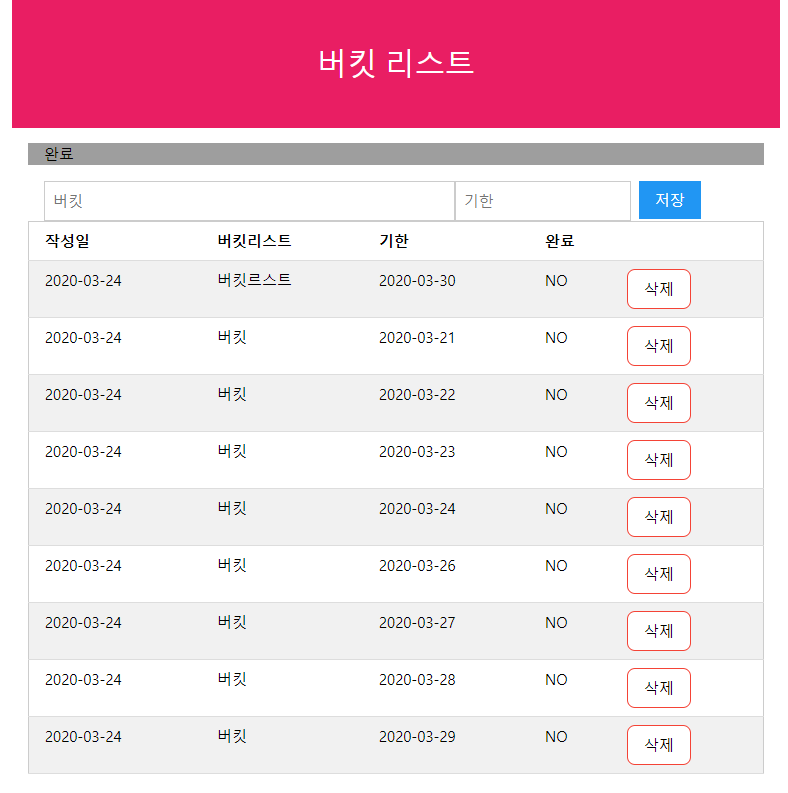 버킷 리스트
완료
버킷 기한 저장
작성일 버킷리스트 기한 완료
2020-03-24 버킷르스트 2020-03-30 NO 삭제
2020-03-24 버킷 2020-03-21 NO 삭제
2020-03-24 버킷 2020-03-22 NO 삭제
2020-03-24 버킷 2020-03-23 NO 삭제
2020-03-24 버킷 2020-03-24 NO 삭제
2020-03-24 버킷 2020-03-26 NO 삭제
2020-03-24 버킷 2020-03-27 NO 삭제
2020-03-24 버킷 2020-03-28 NO 삭제
2020-03-24 버킷 2020-03-29 NO 삭제